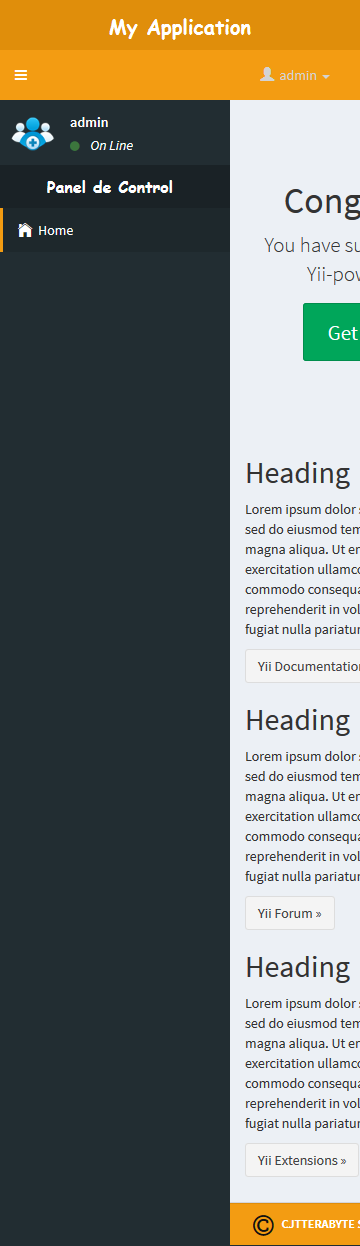 My Application
admin
admin
On Line
Panel de Control
Home
Cong
You have su
Yii-pow
Get
Heading
Lorem ipsum dolor
sed do eiusmod tem
magna aliqua. Ut en
exercitation ullamco
commodo consequa
reprehenderit in vol
fugiat nulla pariatur
Yii Documentation
Heading
Lorem ipsum dolor
sed do eiusmod tem
magna aliqua. Ut en
exercitation ullamco
commodo consequa
reprehenderit in vol
fugiat nulla pariatur
Yii Forum »
Heading
Lorem ipsum dolor
sed do eiusmod tem
magna aliqua. Ut en
exercitation ullamco
commodo consequa
reprehenderit in vol
fugiat nulla pariatur
Yii Extensions »
© CJTTERABYTE S